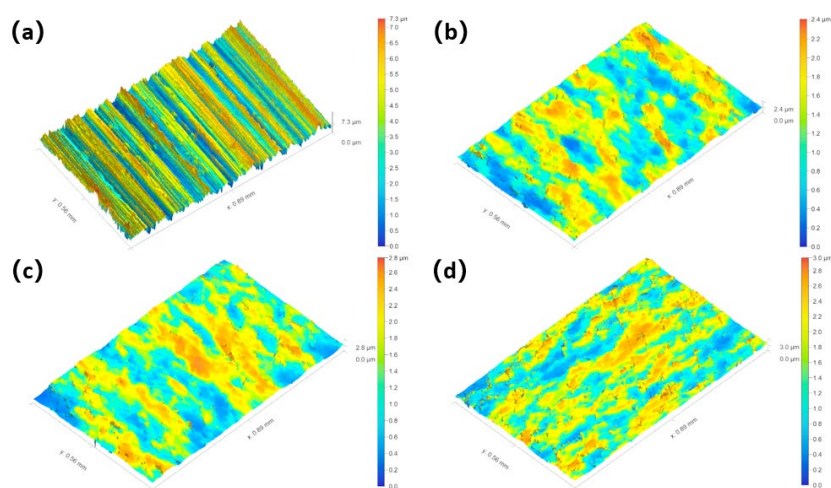 (a)
7.3 µm
7.0
6.5
6.0
5.5
5.0
4.5
4.0
3.5
3.0
2.5
2.0
1.5
1.0
0.5
0.0
7.3 µm
0.0 µm
y: 0.56 mm
x: 0.89 mm
(b)
2.4 µm
2.2
2.0
1.8
1.6
1.4
1.2
1.0
0.8
0.6
0.4
0.2
0.0
2.4 µm
0.0 µm
y: 0.56 mm
x: 0.89 mm
(c)
2.8 µm
2.6
2.4
2.2
2.0
1.8
1.6
1.4
1.2
1.0
0.8
0.6
0.4
0.2
0.0
2.8 µm
0.0 µm
y: 0.56 mm
x: 0.89 mm
(d)
3.0 µm
2.8
2.6
2.4
2.2
2.0
1.8
1.6
1.4
1.2
1.0
0.8
0.6
0.4
0.2
0.0
3.0 µm
0.0 µm
y: 0.56 mm
x: 0.89 mm